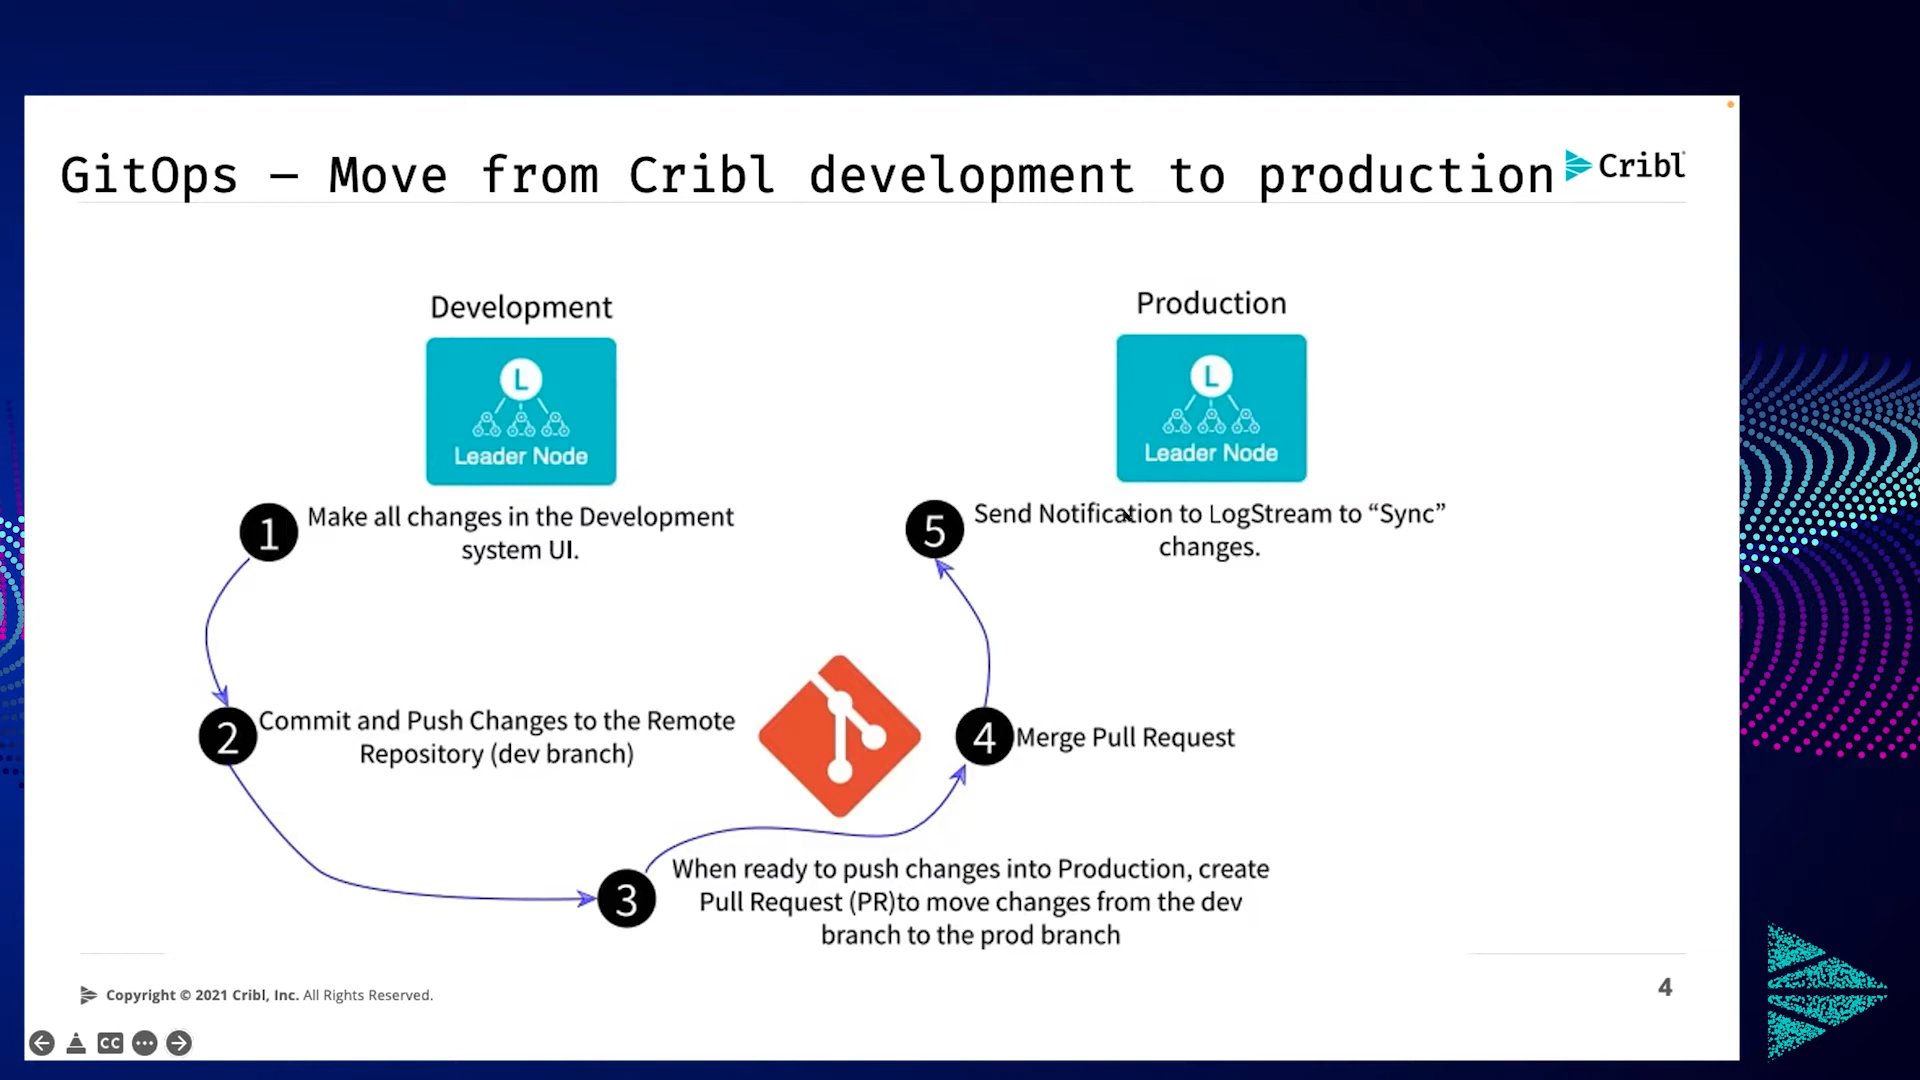 GitOps – Move from Cribl development to production
Cribl
Development
L
Leader Node
Production
L
Leader Node
1
Make all changes in the Development
system UI.
5
Send Notification to LogStream to “Sync”
changes.
2
Commit and Push Changes to the Remote
Repository (dev branch)
4
Merge Pull Request
3
When ready to push changes into Production, create
Pull Request (PR)to move changes from the dev
branch to the prod branch
Copyright © 2021 Cribl, Inc. All Rights Reserved.
4
CC